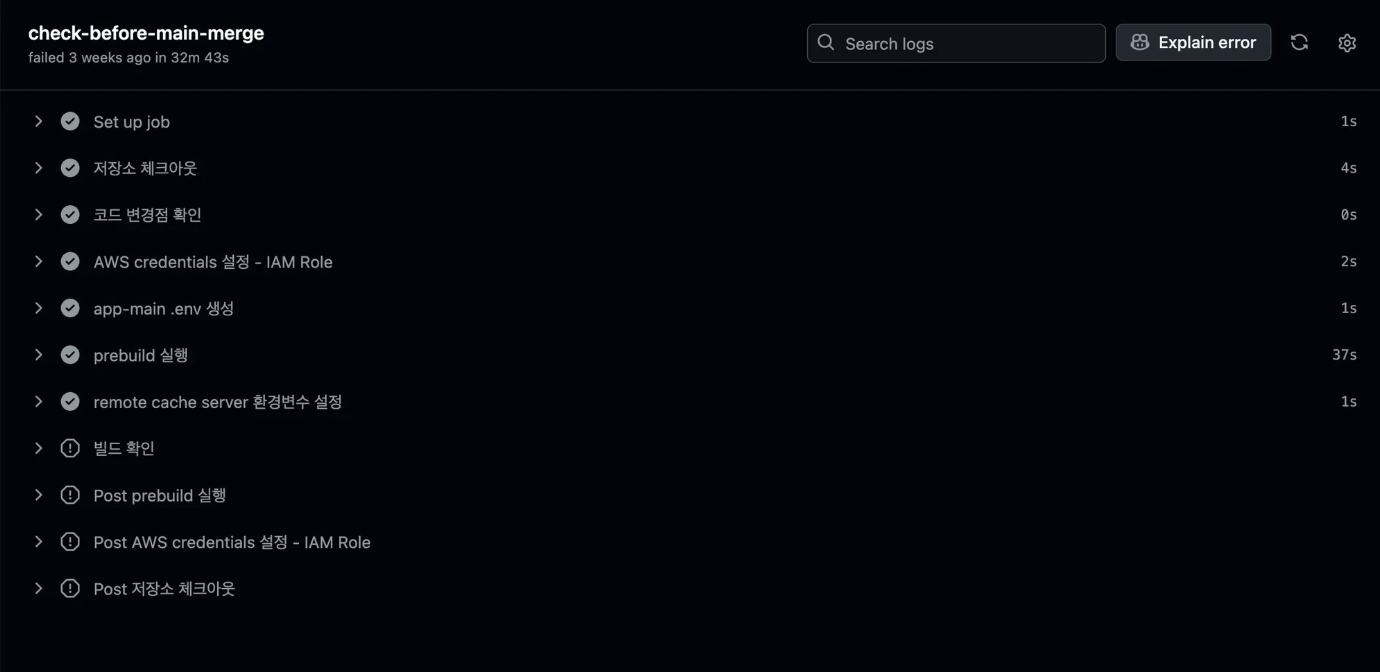 check-before-main-merge
failed 3 weeks ago in 32m 43s
Search logs
Explain error
Set up job 1s
저장소 체크아웃 4s
코드 변경점 확인 0s
AWS credentials 설정 - IAM Role 2s
app-main .env 생성 1s
prebuild 실행 37s
remote cache server 환경변수 설정 1s
빌드 확인
Post prebuild 실행
Post AWS credentials 설정 - IAM Role
Post 저장소 체크아웃